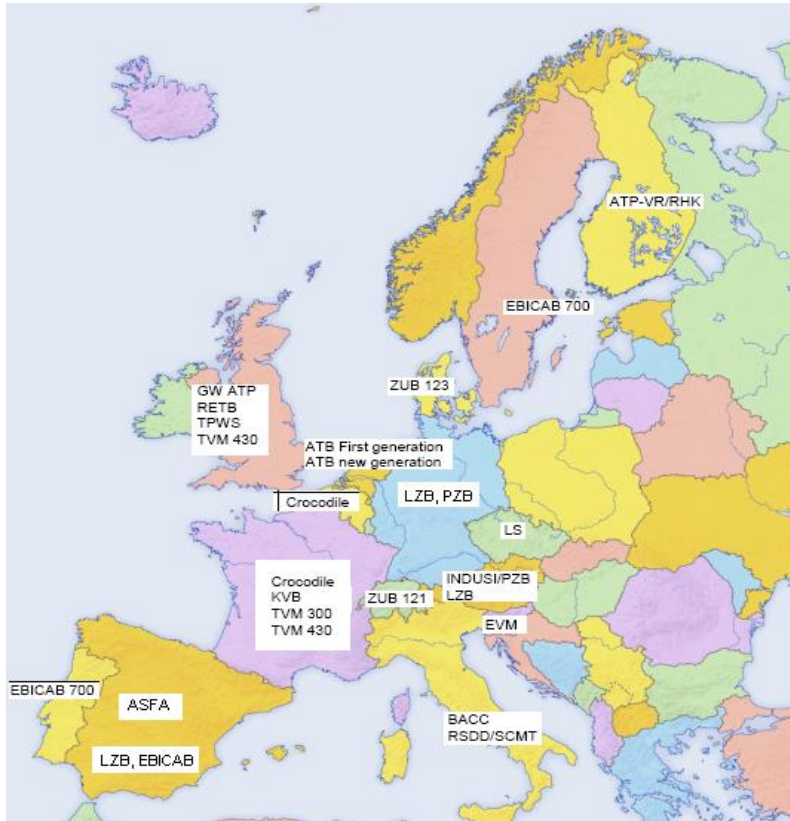 ATP-VR/RHK
EBICAB 700
ZUB 123
GW ATP
RETB
TPWS
TVM 430
ATB First generation
ATB new generation
Crocodile
LZB, PZB
LS
Crocodile
KVB
TVM 300
TVM 430
ZUB 121
INDUSI/PZB
LZB
EVM
EBICAB 700
ASFA
LZB, EBICAB
BACC
RSDD/SCMT